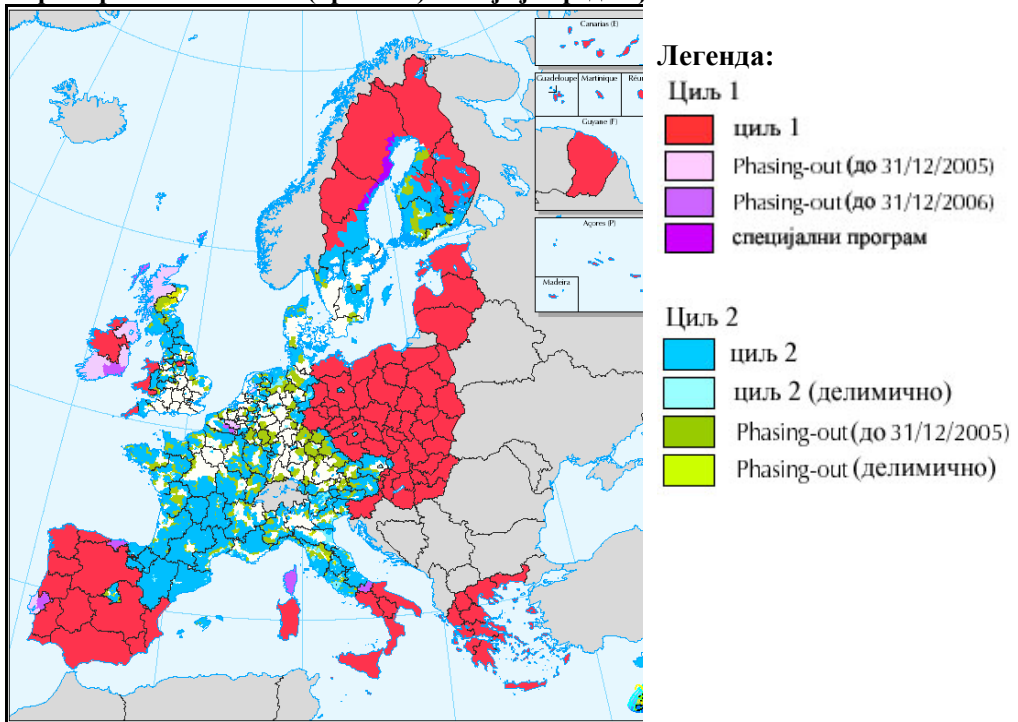 Canarias (E)
Guadeloupe Martinique
Guyane (F)
Açores (P)
Madeira
Легенда:
Циљ 1
циљ 1
Phasing-out (до 31/12/2005)
Phasing-out (до 31/12/2006)
специјални програм
Циљ 2
циљ 2
циљ 2 (делимично)
Phasing-out (до 31/12/2005)
Phasing-out (делимично)